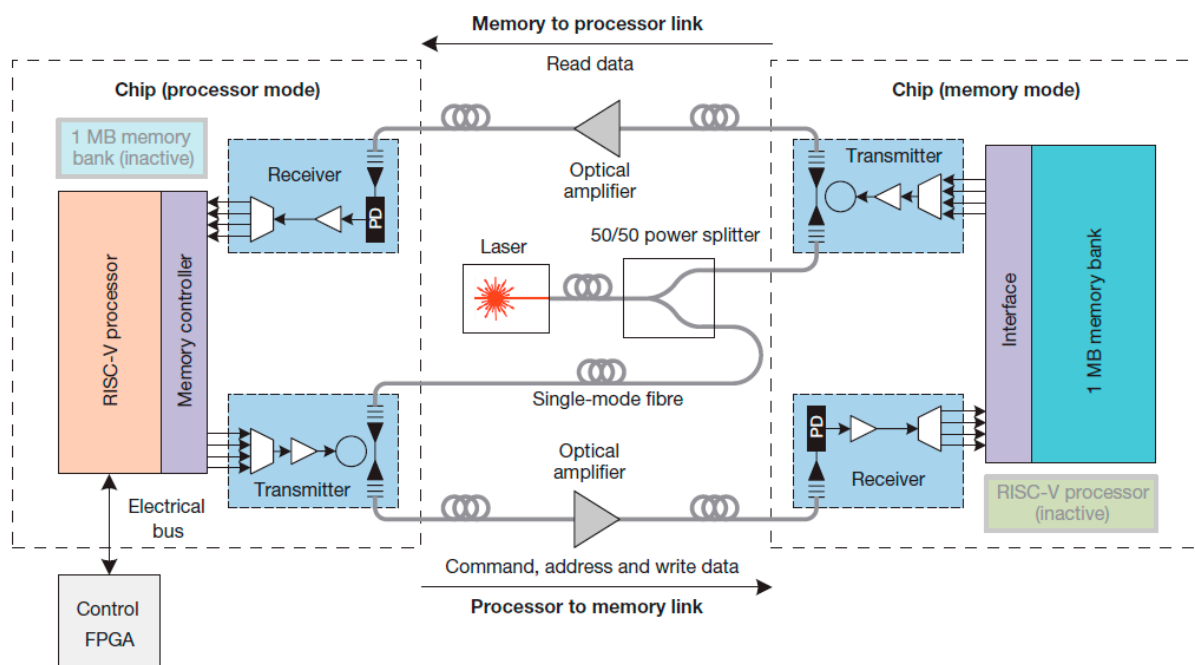 Memory to processor link
Read data
Chip (processor mode)
1 MB memory
bank (inactive)
Receiver
PD
RISC-V processor
Memory controller
Transmitter
Electrical
bus
Control
FPGA
Optical
amplifier
Laser
50/50 power splitter
Single-mode fibre
Optical
amplifier
Command, address and write data
Processor to memory link
Chip (memory mode)
Transmitter
Interface
1 MB memory bank
PD
Receiver
RISC-V processor
(inactive)